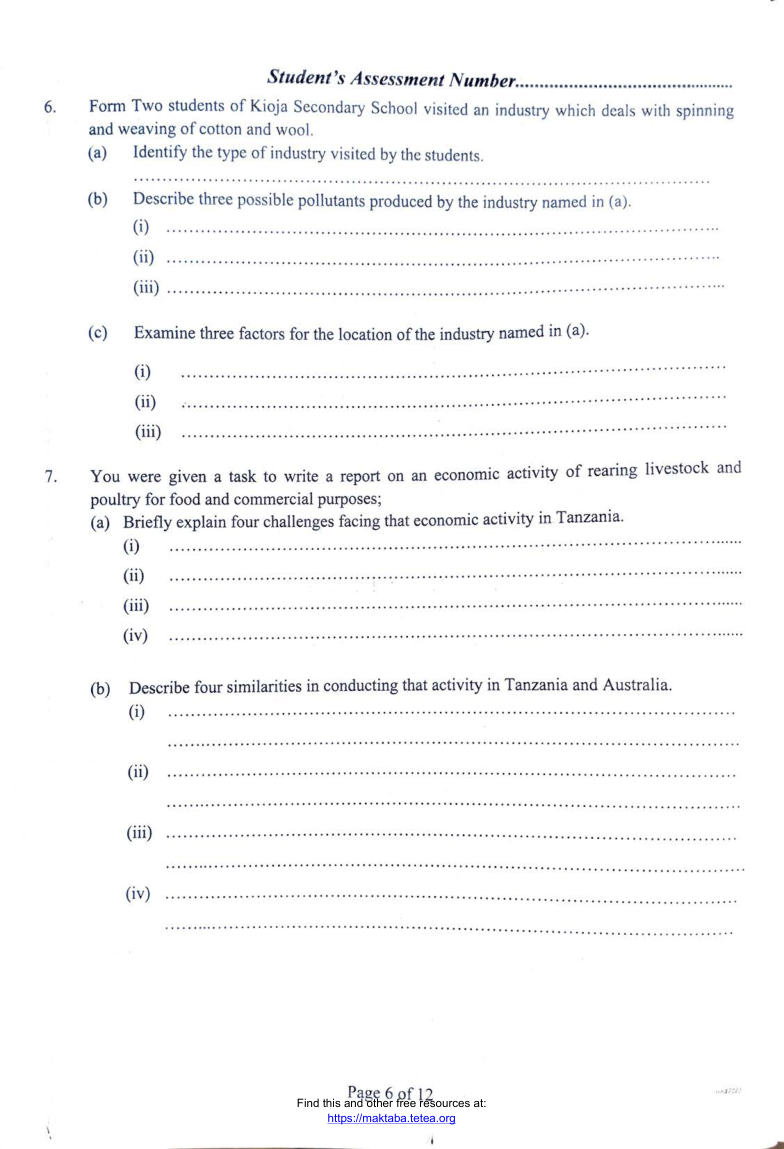 Student's Assessment Number.............................................
6. Form Two students of Kioja Secondary School visited an industry which deals with spinning
and weaving of cotton and wool.
(a) Identify the type of industry visited by the students.
....................................................................................................
(b) Describe three possible pollutants produced by the industry named in (a).
(i) ....................................................................................................
(ii) ....................................................................................................
(iii) ....................................................................................................
(c) Examine three factors for the location of the industry named in (a).
(i) ....................................................................................................
(ii) ....................................................................................................
(iii) ....................................................................................................
7. You were given a task to write a report on an economic activity of rearing livestock and
poultry for food and commercial purposes;
(a) Briefly explain four challenges facing that economic activity in Tanzania.
(i) ....................................................................................................
(ii) ....................................................................................................
(iii) ....................................................................................................
(iv) ....................................................................................................
(b) Describe four similarities in conducting that activity in Tanzania and Australia.
(i) ....................................................................................................
....................................................................................................
(ii) ....................................................................................................
....................................................................................................
(iii) ....................................................................................................
....................................................................................................
(iv) ....................................................................................................
....................................................................................................
Page 6 of 12
Find this and other free resources at:
https://maktaba.tetea.org